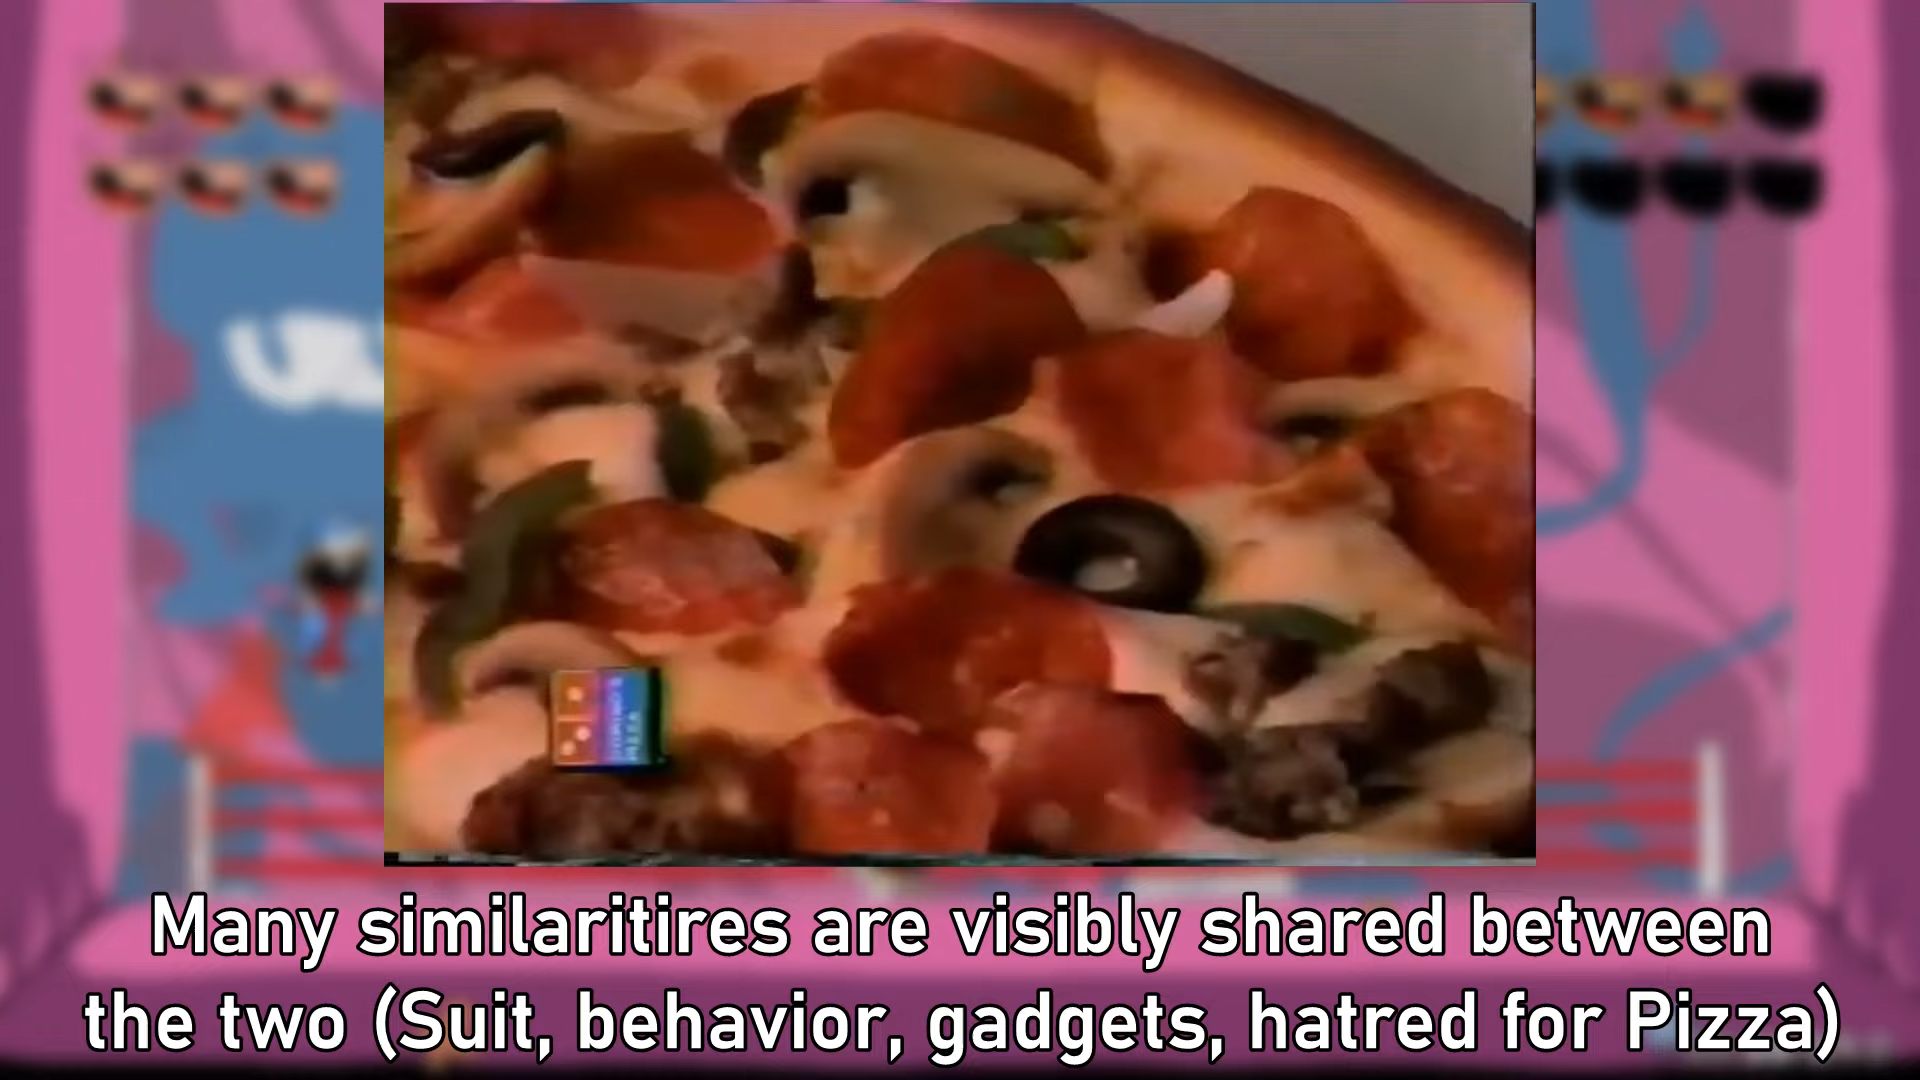 Many similaritires are visibly shared between
the two (Suit, behavior, gadgets, hatred for Pizza)